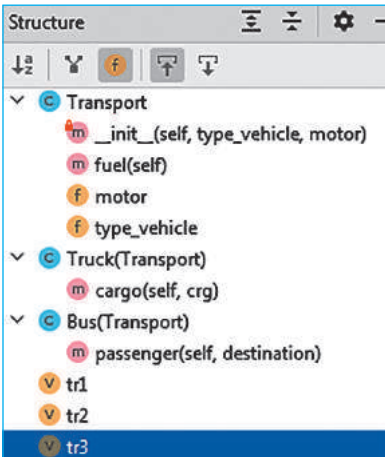 Structure
Transport
__init__(self, type_vehicle, motor)
fuel(self)
motor
type_vehicle
Truck(Transport)
cargo(self, crg)
Bus(Transport)
passenger(self, destination)
tr1
tr2
tr3